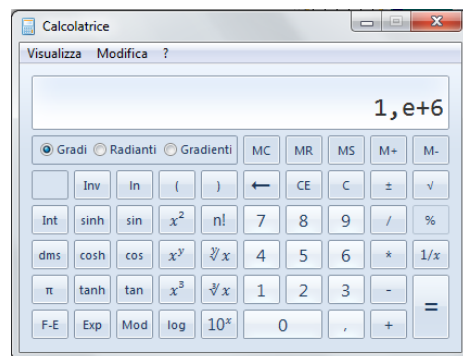 Calcolatrice
Visualizza Modifica ?
1,e+6
Gradi Radianti Gradienti MC MR MS M+ M-
Inv ln ( ) ← CE C ± √
Int sinh sin x² n! 7 8 9 / %
dms cosh cos xʸ ʸ√x 4 5 6 * 1/x
π tanh tan x³ ³√x 1 2 3 - =
F-E Exp Mod log 10ˣ 0 , +